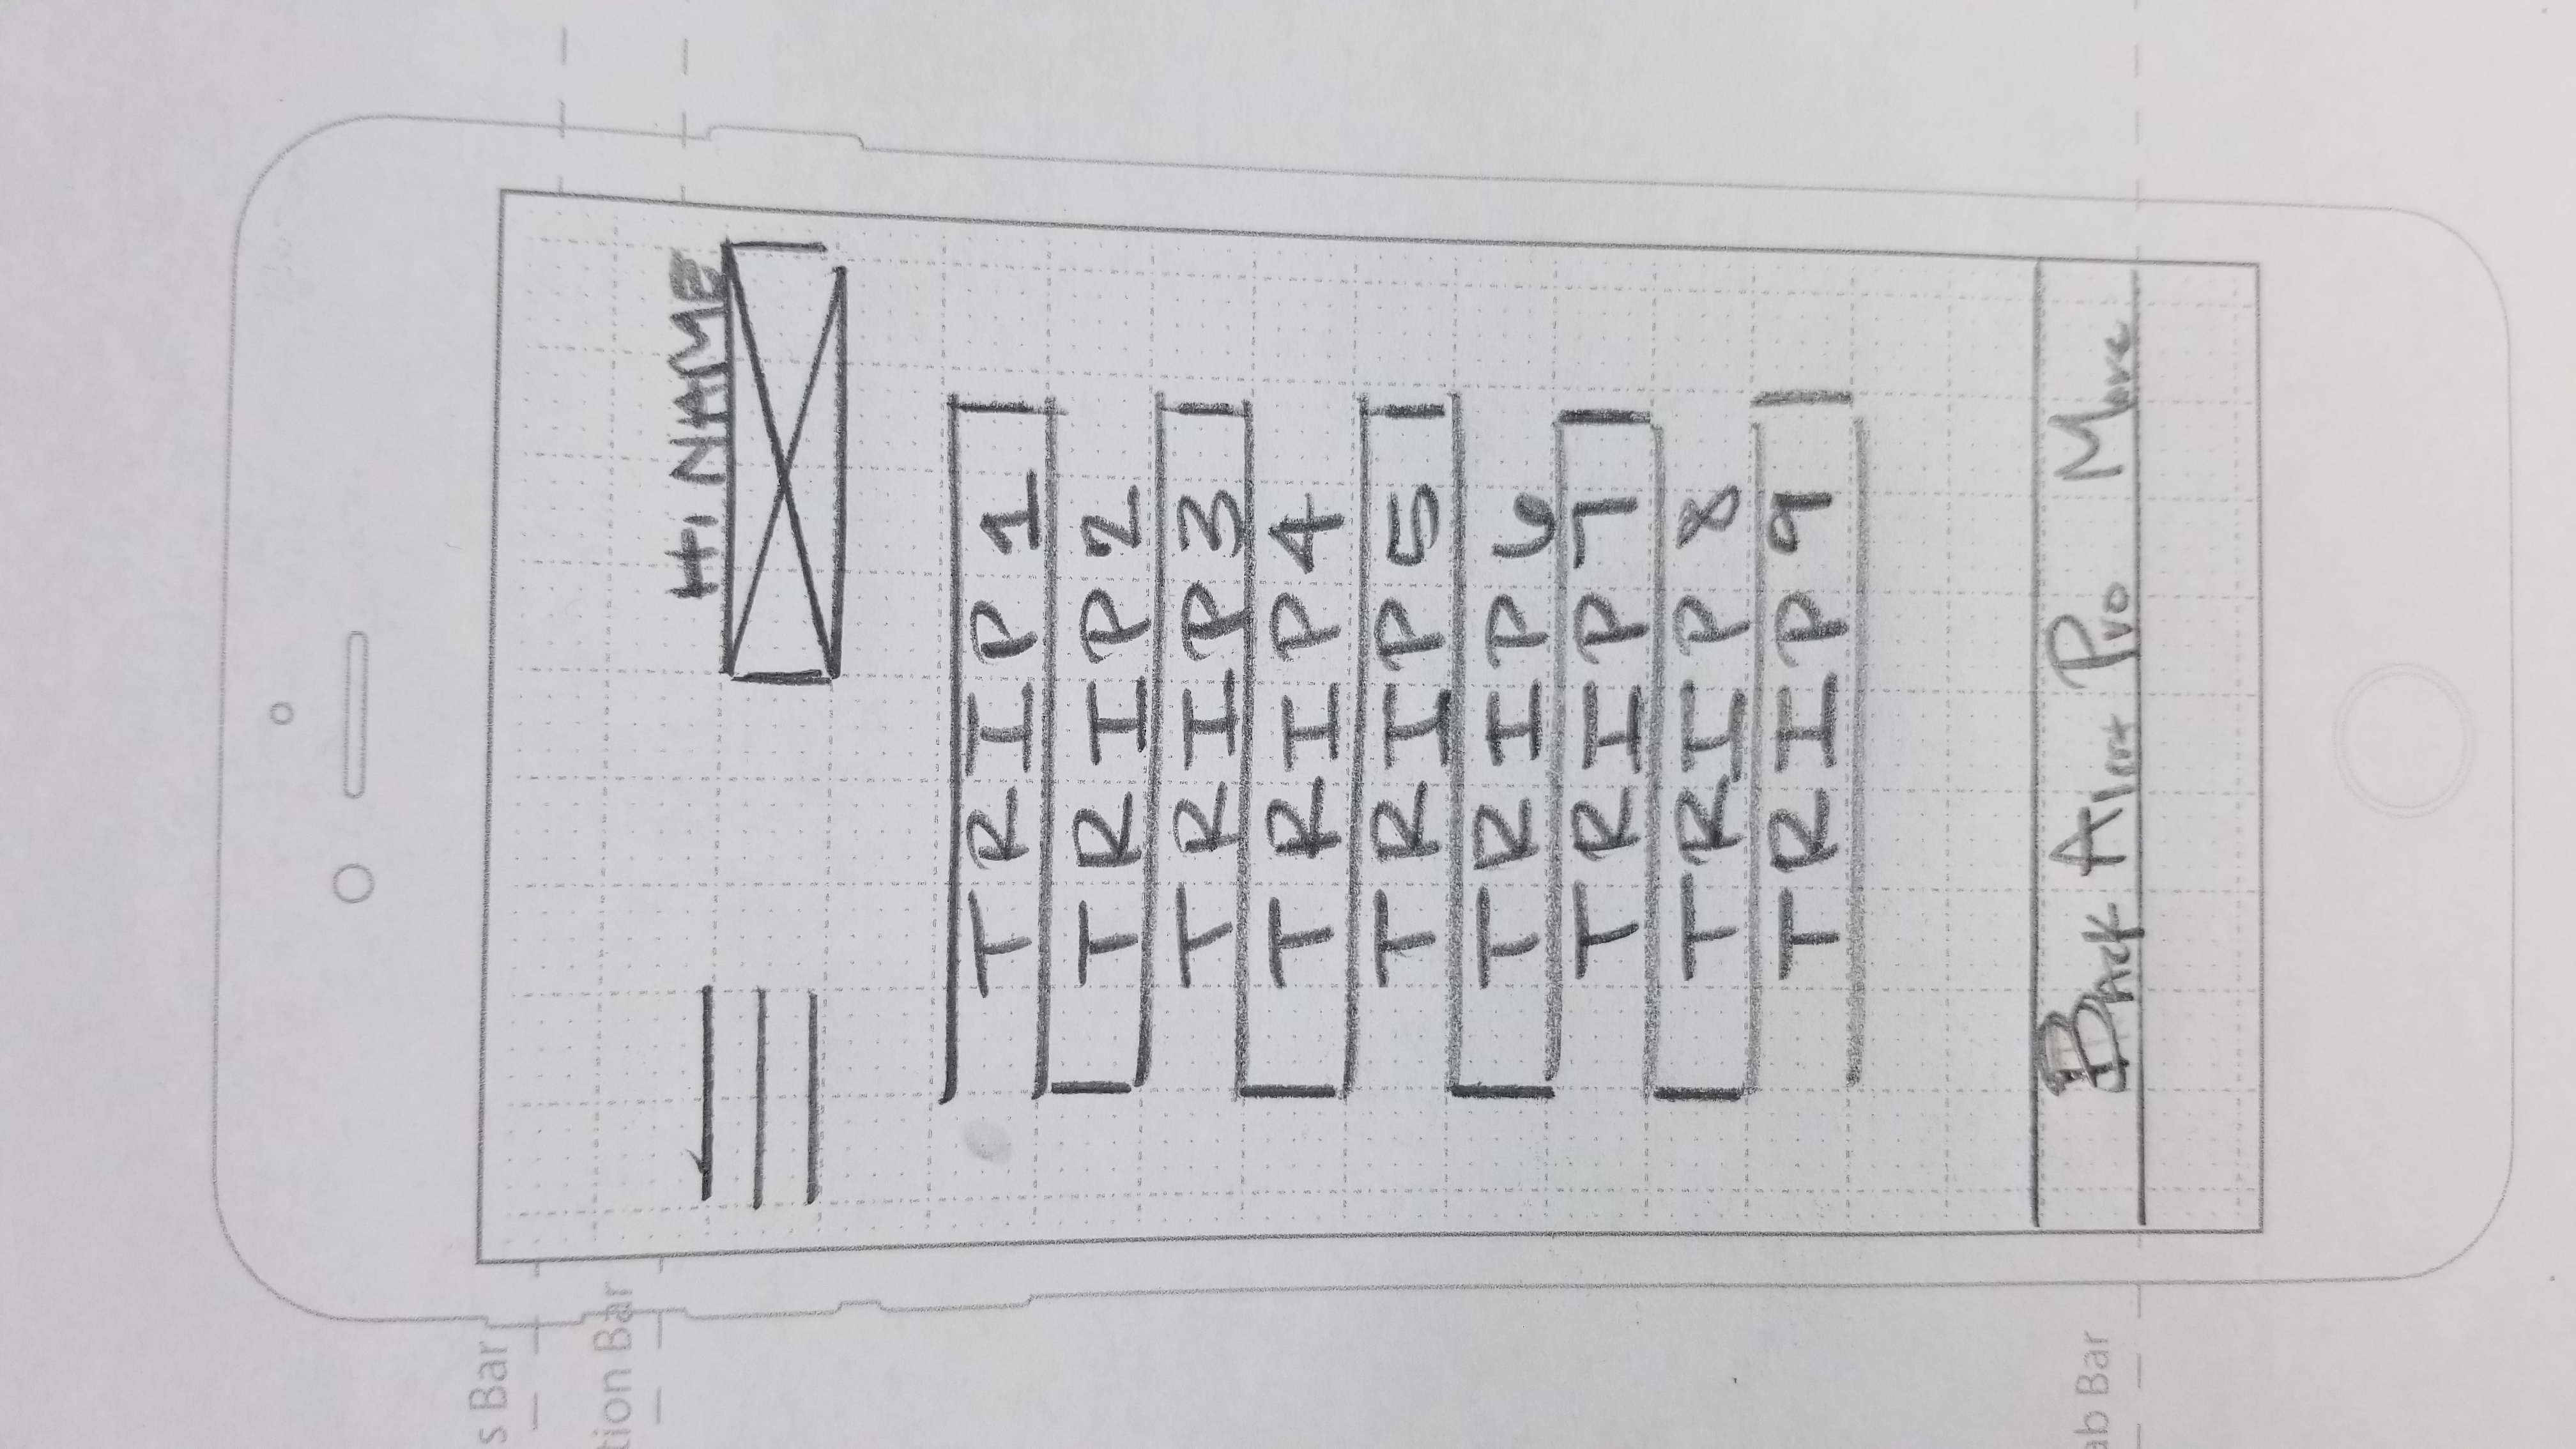 s Bar
tion Bar
Hi NAME
TRIP 1
TRIP 2
TRIP 3
TRIP 4
TRIP 5
TRIP 6
TRIP 7
TRIP 8
TRIP 9
ab Bar
Back Alert Pro More